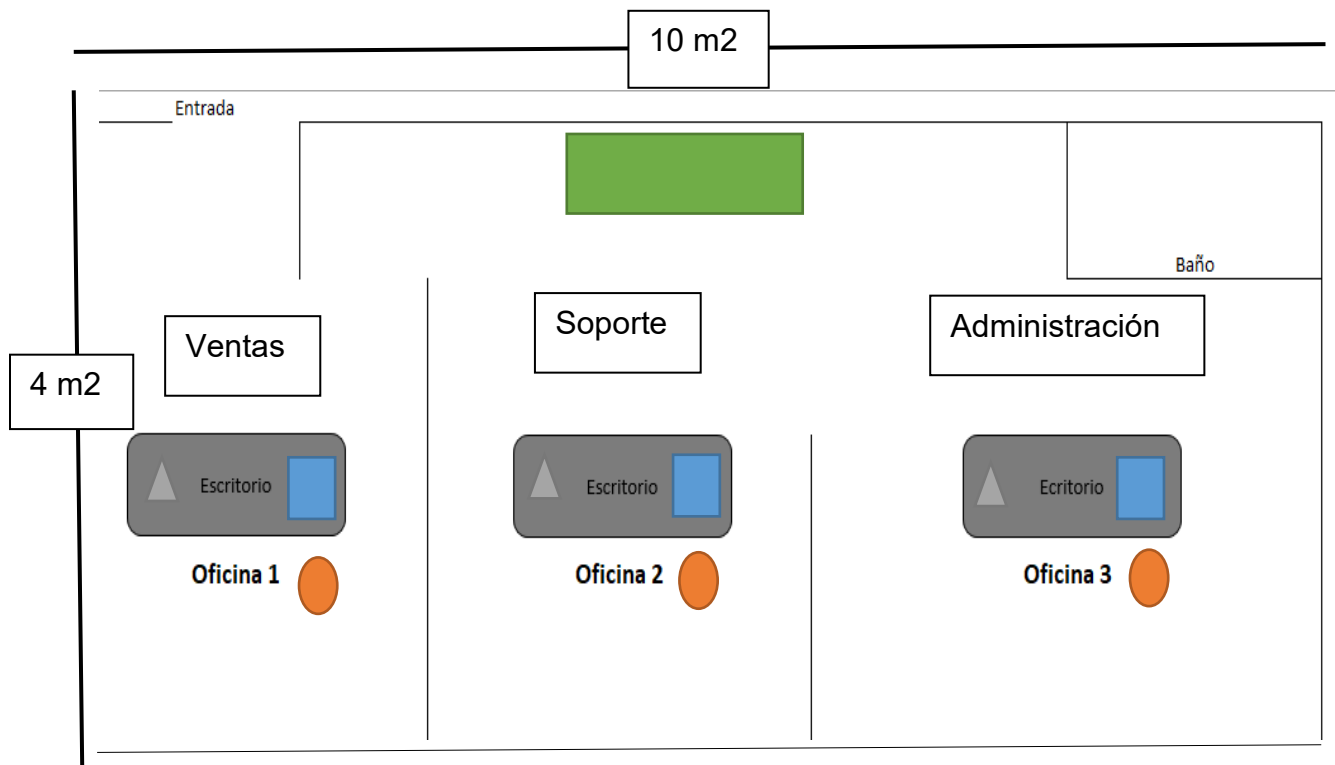 10 m2
Entrada
Baño
Ventas
Soporte
Administración
4 m2
Escritorio
Escritorio
Ecritorio
Oficina 1
Oficina 2
Oficina 3